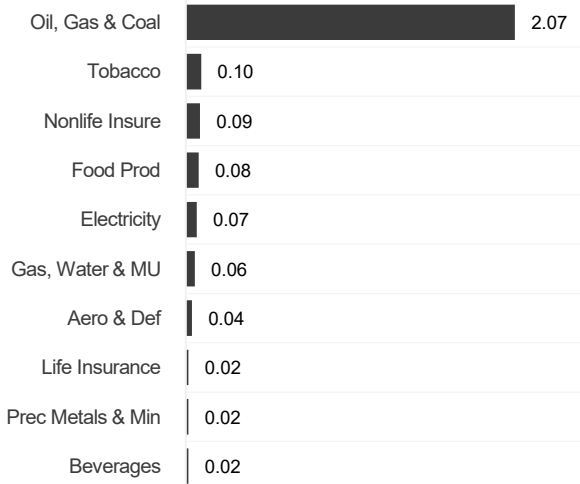 Oil, Gas & Coal 2.07
Tobacco 0.10
Nonlife Insure 0.09
Food Prod 0.08
Electricity 0.07
Gas, Water & MU 0.06
Aero & Def 0.04
Life Insurance 0.02
Prec Metals & Min 0.02
Beverages 0.02